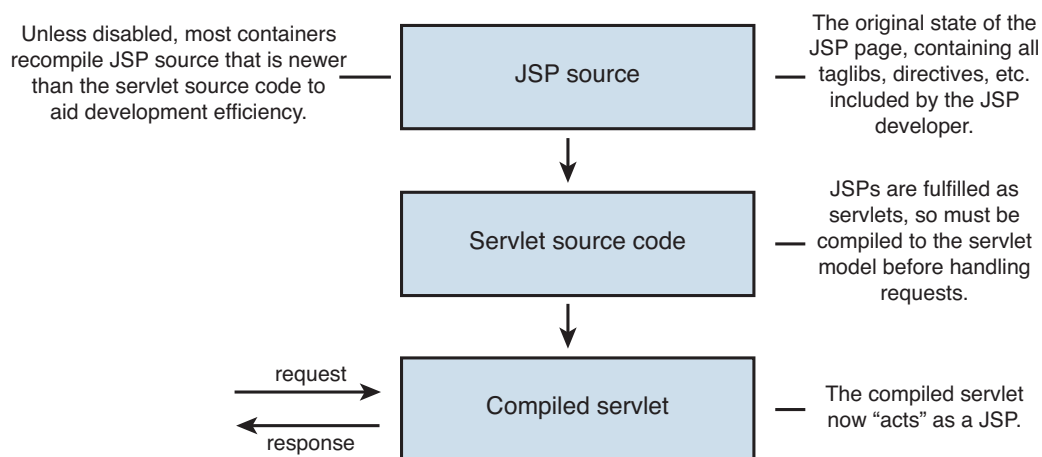 Unless disabled, most containers
recompile JSP source that is newer
than the servlet source code to
aid development efficiency.
JSP source
The original state of the
JSP page, containing all
taglibs, directives, etc.
included by the JSP
developer.
Servlet source code
JSPs are fulfilled as
servlets, so must be
compiled to the servlet
model before handling
requests.
request
response
Compiled servlet
The compiled servlet
now “acts” as a JSP.